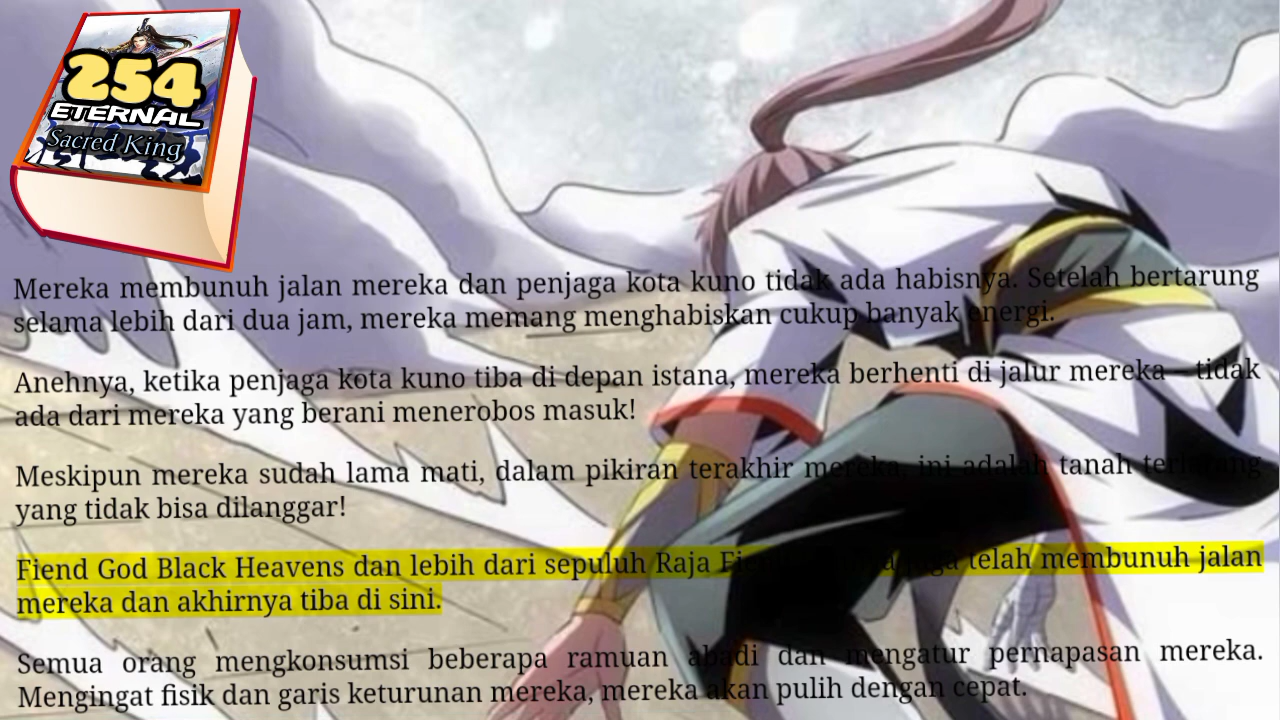 254
ETERNAL
Sacred King
Mereka membunuh jalan mereka dan penjaga kota kuno tidak ada habisnya. Setelah bertarung
selama lebih dari dua jam, mereka memang menghabiskan cukup banyak energi.
Anehnya, ketika penjaga kota kuno tiba di depan istana, mereka berhenti di jalur mereka—tidak
ada dari mereka yang berani menerobos masuk!
Meskipun mereka sudah lama mati, dalam pikiran terakhir mereka, ini adalah tanah terlarang
yang tidak bisa dilanggar!
Fiend God Black Heavens dan lebih dari sepuluh Raja telah membunuh jalan
mereka dan akhirnya tiba di sini.
Semua orang mengkonsumsi beberapa ramuan abadi dan mengatur pernapasan mereka.
Mengingat fisik dan garis keturunan mereka, mereka akan pulih dengan cepat.